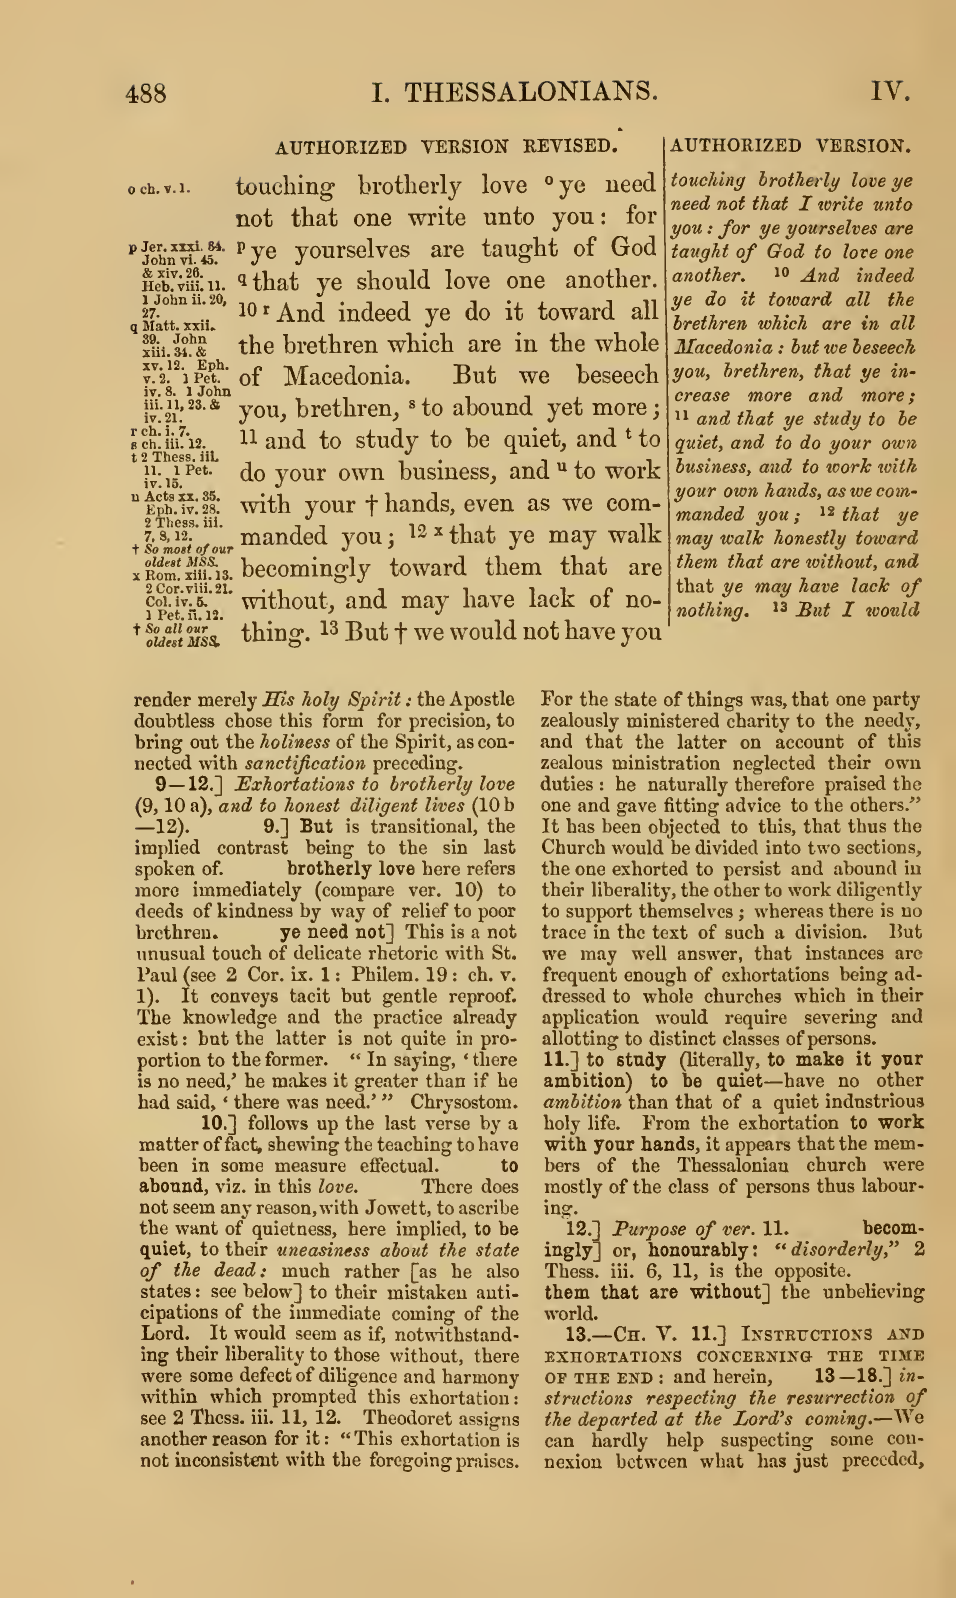 488
I. THESSALONIANS.
IV.
AUTHORIZED VERSION REVISED.
o ch. v. 1.
p Jer. xxxi. 34.
John vi. 45.
& xiv. 26.
Heb. viii. 11.
1 John ii. 20,
27.
q Matt. xxii.
39. John
xiii. 34. &
xv. 12. Eph.
v. 2. 1 Pet.
iv. 8. 1 John
iii. 11, 23. &
iv. 21.
r ch. i. 7.
s ch. iii. 12.
t 2 Thess. iii.
11. 1 Pet.
iv. 15.
u Acts xx. 35.
Eph. iv. 28.
2 Thess. iii.
7, 8, 12.
† So most of our
oldest MSS.
x Rom. xiii. 13.
2 Cor. viii. 21.
Col. iv. 5.
1 Pet. ii. 12.
† So all our
oldest MSS.
touching brotherly love o ye need
not that one write unto you: for
p ye yourselves are taught of God
q that ye should love one another.
10 r And indeed ye do it toward all
the brethren which are in the whole
of Macedonia. But we beseech
you, brethren, s to abound yet more;
11 and to study to be quiet, and t to
do your own business, and u to work
with your † hands, even as we com-
manded you; 12 x that ye may walk
becomingly toward them that are
without, and may have lack of no-
thing. 13 But † we would not have you
AUTHORIZED VERSION.
touching brotherly love ye
need not that I write unto
you: for ye yourselves are
taught of God to love one
another. 10 And indeed
ye do it toward all the
brethren which are in all
Macedonia: but we beseech
you, brethren, that ye in-
crease more and more;
11 and that ye study to be
quiet, and to do your own
business, and to work with
your own hands, as we com-
manded you; 12 that ye
may walk honestly toward
them that are without, and
that ye may have lack of
nothing. 13 But I would
render merely His holy Spirit: the Apostle
doubtless chose this form for precision, to
bring out the holiness of the Spirit, as con-
nected with sanctification preceding.
9—12.] Exhortations to brotherly love
(9, 10 a), and to honest diligent lives (10 b
—12). 9.] But is transitional, the
implied contrast being to the sin last
spoken of. brotherly love here refers
more immediately (compare ver. 10) to
deeds of kindness by way of relief to poor
brethren. ye need not] This is a not
unusual touch of delicate rhetoric with St.
Paul (see 2 Cor. ix. 1: Philem. 19: ch. v.
1). It conveys tacit but gentle reproof.
The knowledge and the practice already
exist: but the latter is not quite in pro-
portion to the former. “In saying, ‘there
is no need,’ he makes it greater than if he
had said, ‘there was need.’” Chrysostom.
10.] follows up the last verse by a
matter of fact, shewing the teaching to have
been in some measure effectual. to
abound, viz. in this love. There does
not seem any reason, with Jowett, to ascribe
the want of quietness, here implied, to be
quiet, to their uneasiness about the state
of the dead: much rather [as he also
states: see below] to their mistaken anti-
cipations of the immediate coming of the
Lord. It would seem as if, notwithstand-
ing their liberality to those without, there
were some defect of diligence and harmony
within which prompted this exhortation:
see 2 Thess. iii. 11, 12. Theodoret assigns
another reason for it: “This exhortation is
not inconsistent with the foregoing praises.
For the state of things was, that one party
zealously ministered charity to the needy,
and that the latter on account of this
zealous ministration neglected their own
duties: he naturally therefore praised the
one and gave fitting advice to the others.”
It has been objected to this, that thus the
Church would be divided into two sections,
the one exhorted to persist and abound in
their liberality, the other to work diligently
to support themselves; whereas there is no
trace in the text of such a division. But
we may well answer, that instances are
frequent enough of exhortations being ad-
dressed to whole churches which in their
application would require severing and
allotting to distinct classes of persons.
11.] to study (literally, to make it your
ambition) to be quiet—have no other
ambition than that of a quiet industrious
holy life. From the exhortation to work
with your hands, it appears that the mem-
bers of the Thessalonian church were
mostly of the class of persons thus labour-
ing.
12.] Purpose of ver. 11. becom-
ingly] or, honourably: “disorderly,” 2
Thess. iii. 6, 11, is the opposite.
them that are without] the unbelieving
world.
13.—CH. V. 11.] INSTRUCTIONS AND
EXHORTATIONS CONCERNING THE TIME
OF THE END: and herein, 13—18.] in-
structions respecting the resurrection of
the departed at the Lord's coming.—We
can hardly help suspecting some con-
nexion between what has just preceded,